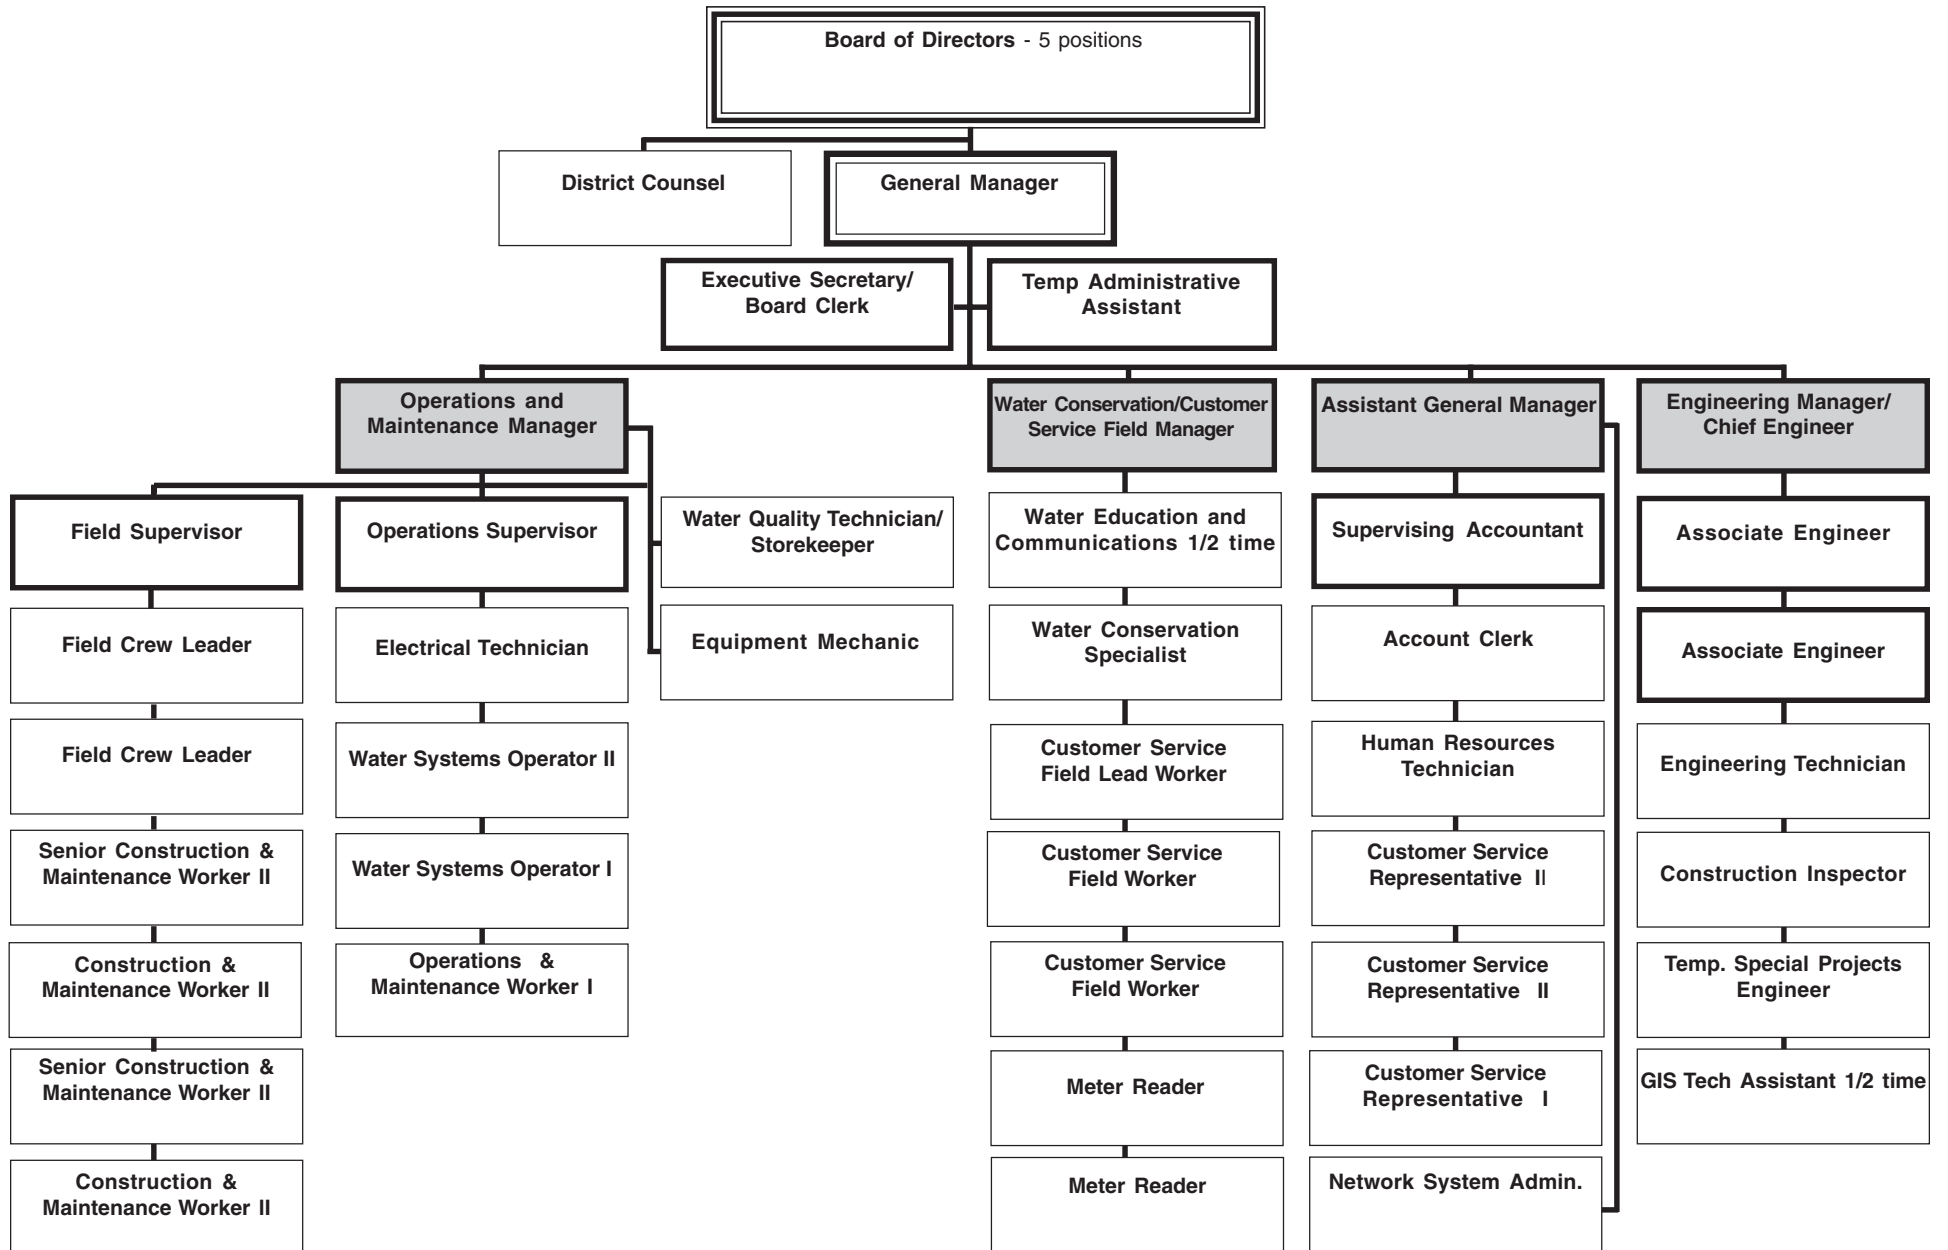 Board of Directors - 5 positions
District Counsel
General Manager
Executive Secretary/
Board Clerk
Temp Administrative
Assistant
Operations and
Maintenance Manager
Water Conservation/Customer
Service Field Manager
Assistant General Manager
Engineering Manager/
Chief Engineer
Field Supervisor
Operations Supervisor
Water Quality Technician/
Storekeeper
Water Education and
Communications 1/2 time
Supervising Accountant
Associate Engineer
Field Crew Leader
Electrical Technician
Equipment Mechanic
Water Conservation
Specialist
Account Clerk
Associate Engineer
Field Crew Leader
Water Systems Operator II
Customer Service
Field Lead Worker
Human Resources
Technician
Engineering Technician
Senior Construction &
Maintenance Worker II
Water Systems Operator I
Customer Service
Field Worker
Customer Service
Representative II
Construction Inspector
Construction &
Maintenance Worker II
Operations &
Maintenance Worker I
Customer Service
Field Worker
Customer Service
Representative II
Temp. Special Projects
Engineer
Senior Construction &
Maintenance Worker II
Meter Reader
Customer Service
Representative I
GIS Tech Assistant 1/2 time
Construction &
Maintenance Worker II
Meter Reader
Network System Admin.